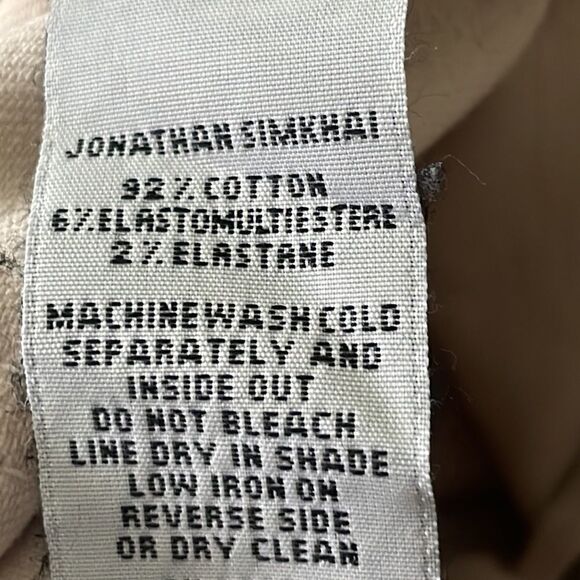 JONATHAN SIMKHAI
92% COTTON
6% ELASTOMULTIESTERE
2% ELASTANE
MACHINE WASH COLD
SEPARATELY AND
INSIDE OUT
DO NOT BLEACH
LINE DRY IN SHADE
LOW IRON ON
REVERSE SIDE
OR DRY CLEAN